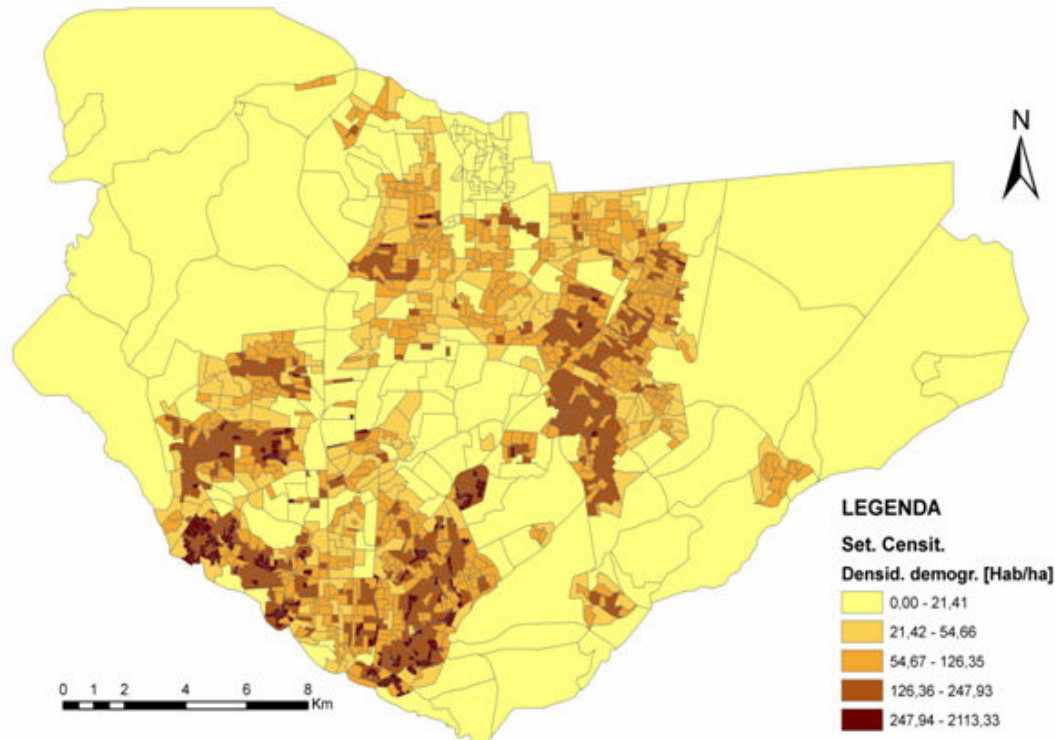 N
LEGENDA
Set. Censit.
Densid. demogr. [Hab/ha]
0,00 - 21,41
21,42 - 54,66
54,67 - 126,35
126,36 - 247,93
247,94 - 2113,33
0 1 2 4 6 8
Km